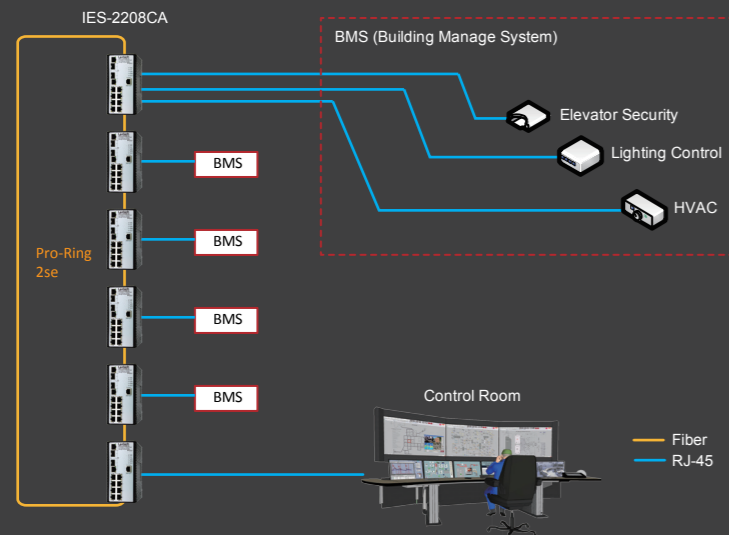 IES-2208CA
BMS (Building Manage System)
Elevator Security
Lighting Control
HVAC
BMS
BMS
BMS
BMS
Pro-Ring
2se
Control Room
Fiber
RJ-45